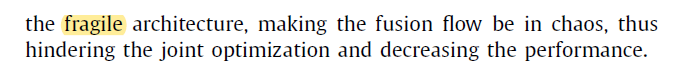 the fragile architecture, making the fusion flow be in chaos, thus
hindering the joint optimization and decreasing the performance.